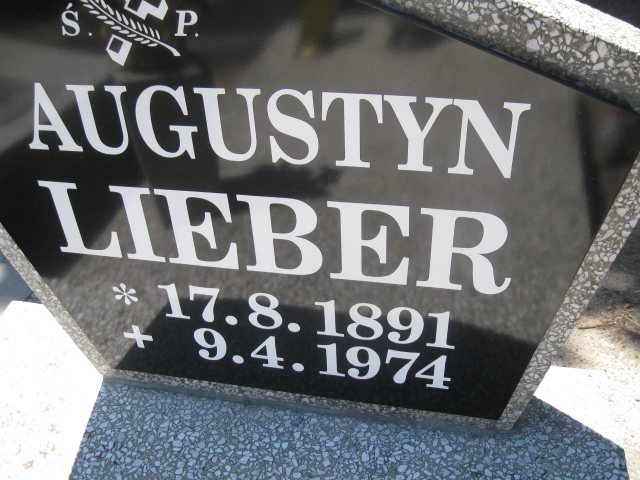 Ś. P.
AUGUSTYN
LIEBER
* 17.8.1891
+ 9.4.1974